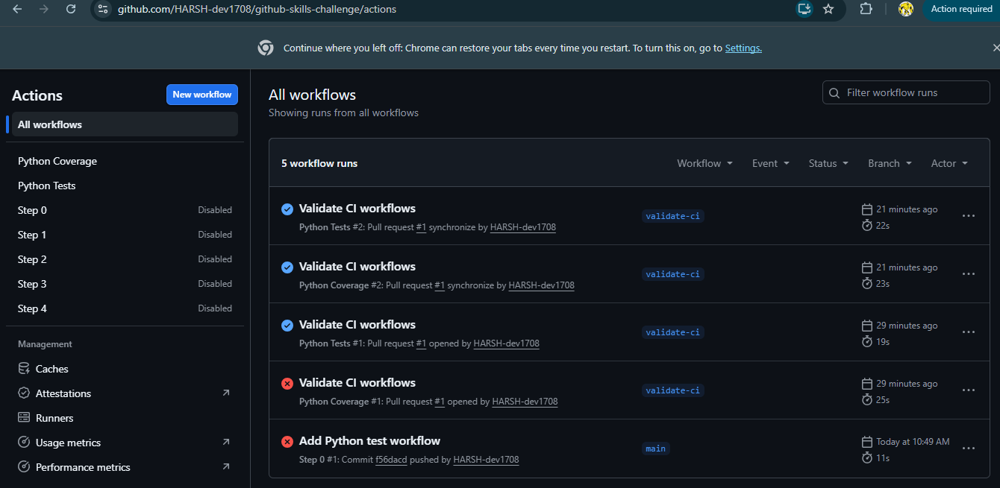 github.com/HARSH-dev1708/github-skills-challenge/actions
Action required
Continue where you left off: Chrome can restore your tabs every time you restart. To turn this on, go to Settings.
Actions
New workflow
All workflows
Python Coverage
Python Tests
Step 0 Disabled
Step 1 Disabled
Step 2 Disabled
Step 3 Disabled
Step 4 Disabled
Management
Caches
Attestations
Runners
Usage metrics
Performance metrics
All workflows
Showing runs from all workflows
Filter workflow runs
5 workflow runs Workflow Event Status Branch Actor
Validate CI workflows
Python Tests #2: Pull request #1 synchronize by HARSH-dev1708
validate-ci
21 minutes ago
22s
Validate CI workflows
Python Coverage #2: Pull request #1 synchronize by HARSH-dev1708
validate-ci
21 minutes ago
23s
Validate CI workflows
Python Tests #1: Pull request #1 opened by HARSH-dev1708
validate-ci
29 minutes ago
19s
Validate CI workflows
Python Coverage #1: Pull request #1 opened by HARSH-dev1708
validate-ci
29 minutes ago
25s
Add Python test workflow
Step 0 #1: Commit f56dacd pushed by HARSH-dev1708
main
Today at 10:49 AM
11s